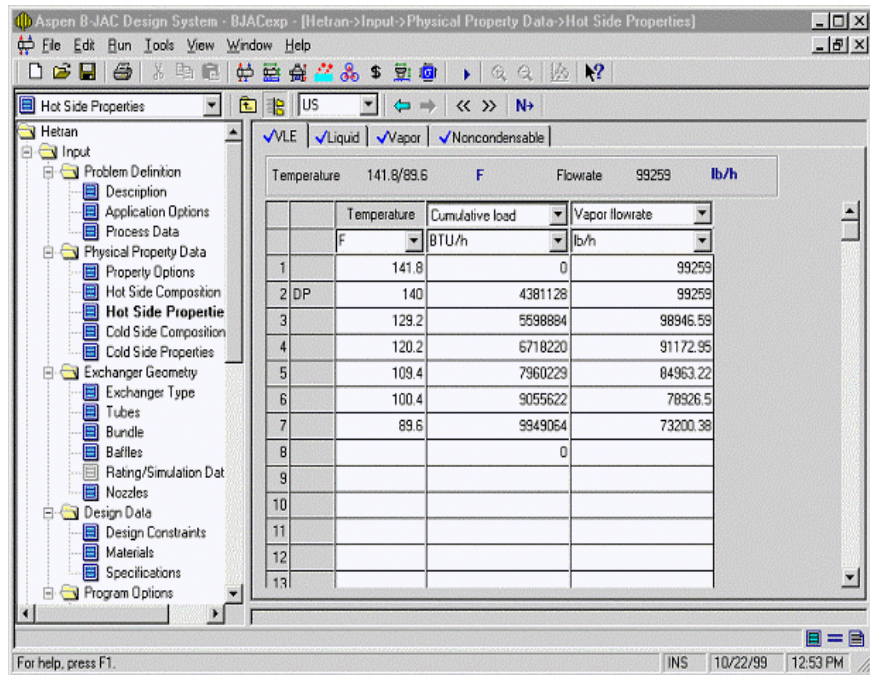 Aspen B-JAC Design System - BJACexp - [Hetran->Input->Physical Property Data->Hot Side Properties]
File Edit Run Tools View Window Help
Hot Side Properties US N→
Hetran
Input
Problem Definition
Description
Application Options
Process Data
Physical Property Data
Property Options
Hot Side Composition
Hot Side Propertie
Cold Side Composition
Cold Side Properties
Exchanger Geometry
Exchanger Type
Tubes
Bundle
Baffles
Rating/Simulation Dat
Nozzles
Design Data
Design Constraints
Materials
Specifications
Program Options
VLE Liquid Vapor Noncondensable
Temperature 141.8/89.6 F Flowrate 99259 lb/h
Temperature Cumulative load Vapor flowrate
F BTU/h lb/h
1 141.8 0 99259
2 DP 140 4381128 99259
3 129.2 5598884 98946.59
4 120.2 6718220 91172.95
5 109.4 7960229 84963.22
6 100.4 9055622 78926.5
7 89.6 9949064 73200.38
8 0
9
10
11
12
13
For help, press F1. INS 10/22/99 12:53 PM